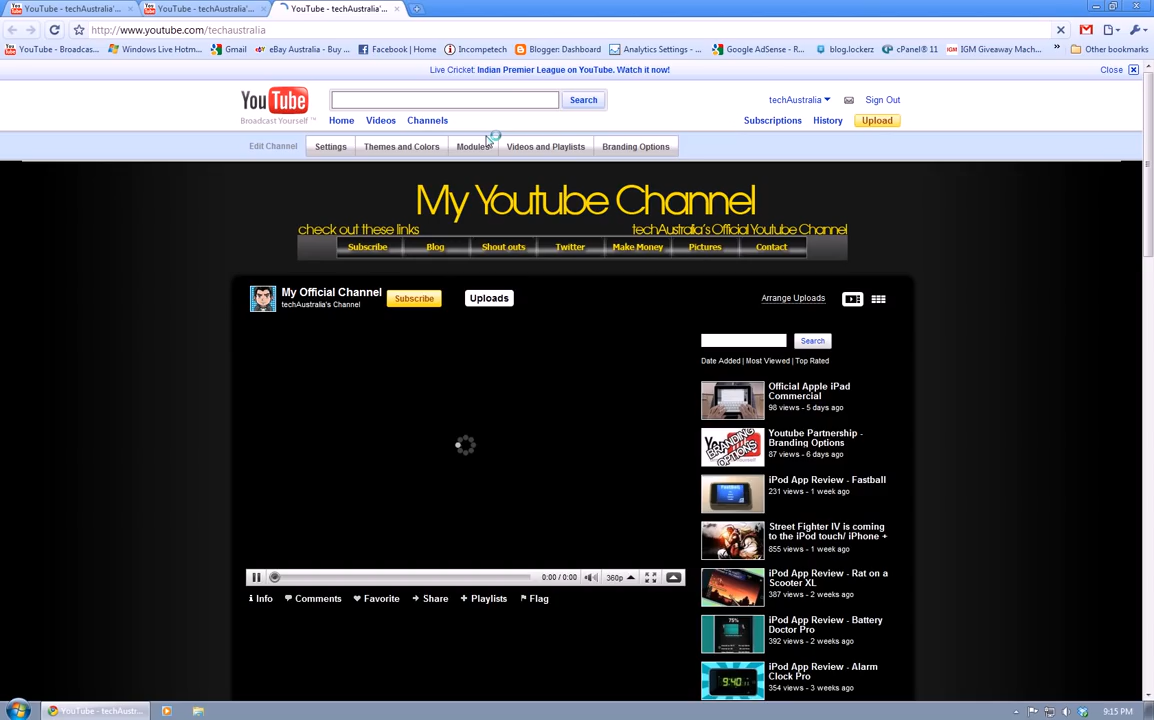 YouTube - techAustralia'
YouTube - techAustralia'
YouTube - techAustralia'
http://www.youtube.com/techaustralia
YouTube - Broadcas...
Windows Live Hotm...
Gmail
eBay Australia - Buy ...
Facebook | Home
Incompetech
Blogger: Dashboard
Analytics Settings - ...
Google AdSense - R...
blog.lockerz
cPanel® 11
IGM Giveaway Mach...
»
Other bookmarks
Live Cricket: Indian Premier League on YouTube. Watch it now!
Close
YouTube
Broadcast Yourself ™
Search
techAustralia
Sign Out
Home
Videos
Channels
Subscriptions
History
Upload
Edit Channel
Settings
Themes and Colors
Modules
Videos and Playlists
Branding Options
My Youtube Channel
check out these links
techAustralia's Official Youtube Channel
Subscribe
Blog
Shout outs
Twitter
Make Money
Pictures
Contact
My Official Channel
techAustralia's Channel
Subscribe
Uploads
Arrange Uploads
Search
Date Added | Most Viewed | Top Rated
Official Apple iPad
Commercial
98 views - 5 days ago
BRANDING
OPTIONS
Youtube Partnership -
Branding Options
87 views - 6 days ago
iPod App Review - Fastball
231 views - 1 week ago
Street Fighter IV is coming
to the iPod touch/ iPhone +
855 views - 1 week ago
iPod App Review - Rat on a
Scooter XL
387 views - 2 weeks ago
75%
iPod App Review - Battery
Doctor Pro
392 views - 2 weeks ago
9:40
iPod App Review - Alarm
Clock Pro
354 views - 3 weeks ago
0:00 / 0:00
360p
Info
Comments
Favorite
Share
Playlists
Flag
YouTube - techAustr...
9:15 PM